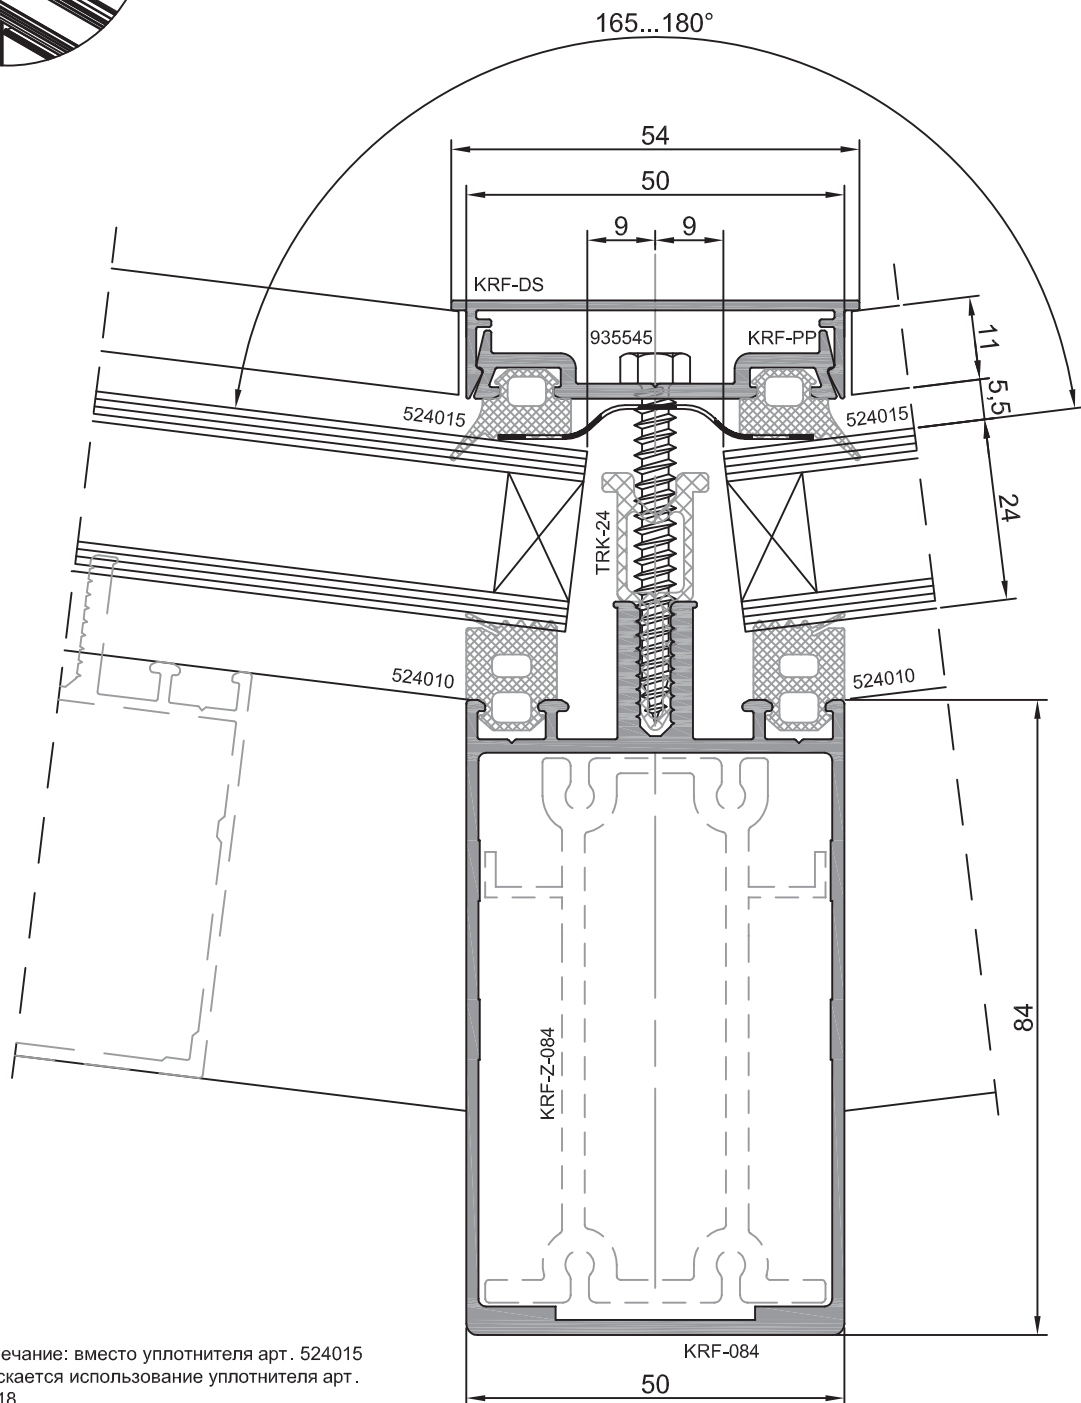 165...180°
54
50
9
9
KRF-DS
935545
KRF-PP
11
5,5
524015
524015
24
TRK-24
524010
524010
84
KRF-Z-084
KRF-084
50
ечание: вместо уплотнителя арт. 524015
скается использование уплотнителя арт.
18